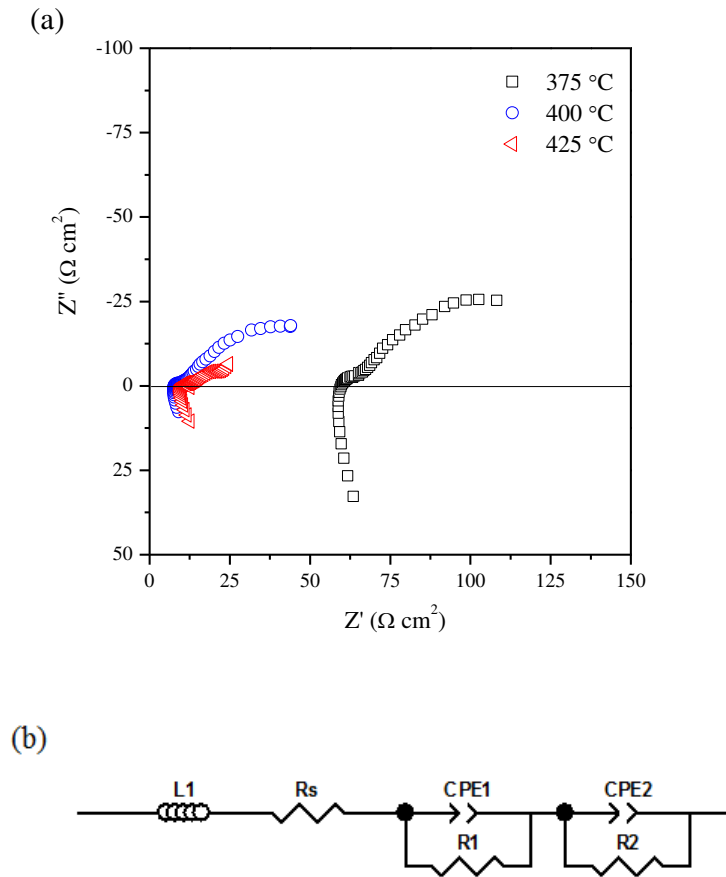 (a)
-100
-75
-50
-25
0
25
50
Z'' (Ω cm²)
375 °C
400 °C
425 °C
0 25 50 75 100 125 150
Z' (Ω cm²)
(b)
L1 Rs CPE1 CPE2
R1 R2